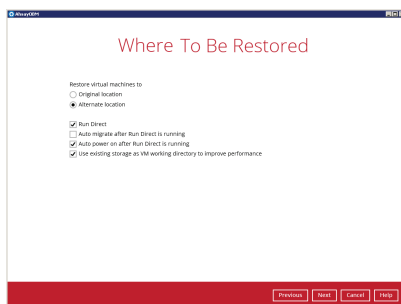 AhsayOBM
Where To Be Restored
Restore virtual machines to
Original location
Alternate location
Run Direct
Auto migrate after Run Direct is running
Auto power on after Run Direct is running
Use existing storage as VM working directory to improve performance
Previous Next Cancel Help